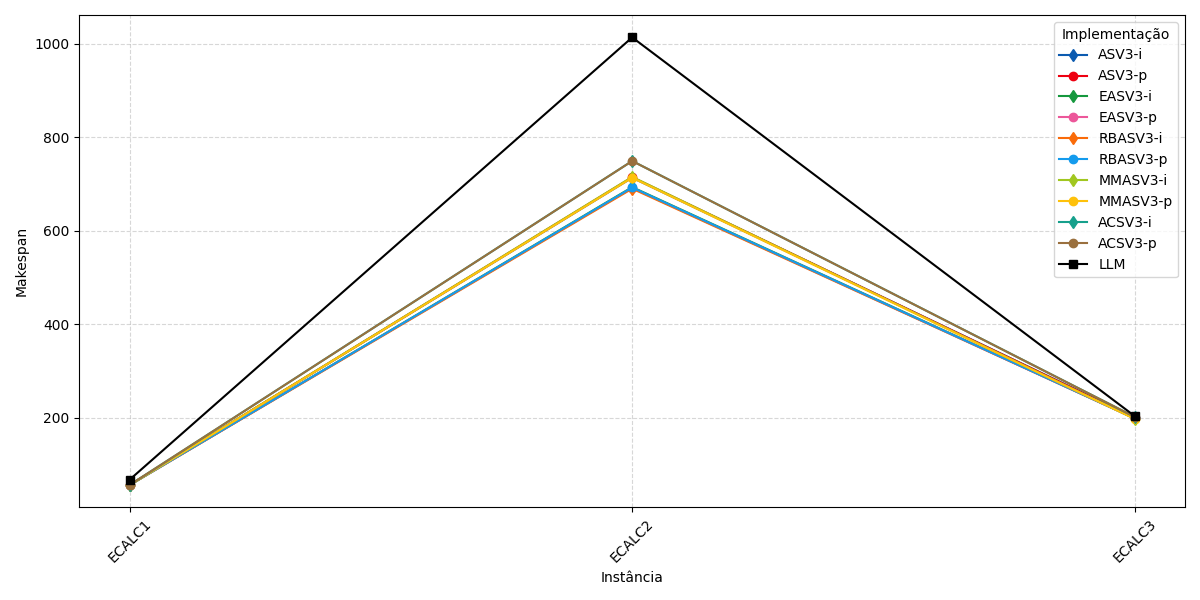 1000
800
600
400
200
Makespan
ECALC1
ECALC2
ECALC3
Instância
Implementação
ASV3-i
ASV3-p
EASV3-i
EASV3-p
RBASV3-i
RBASV3-p
MMASV3-i
MMASV3-p
ACSV3-i
ACSV3-p
LLM